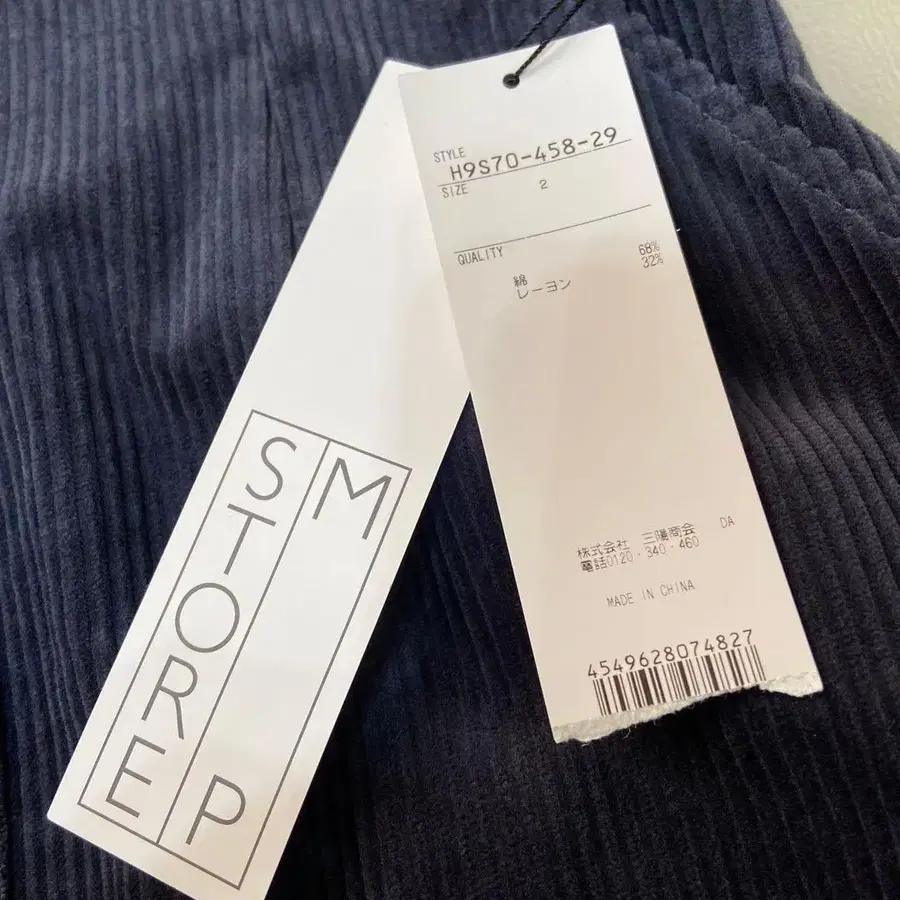 STORE
M
P
STYLE
H9S70-458-29
SIZE 2
QUALITY
綿 68%
レーヨン 32%
株式会社 三陽商会 DA
電話0120・340・460
MADE IN CHINA
4549628074827